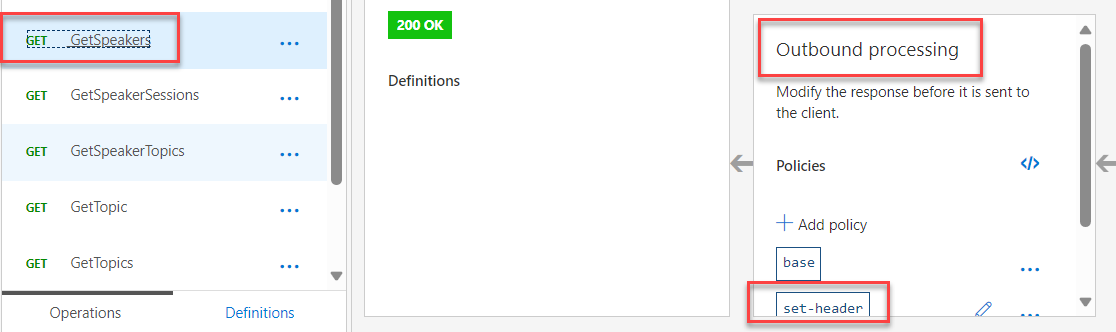 GET GetSpeakers ...
GET GetSpeakerSessions ...
GET GetSpeakerTopics ...
GET GetTopic ...
GET GetTopics ...
Operations Definitions
200 OK
Definitions
Outbound processing
Modify the response before it is sent to
the client.
Policies </>
+ Add policy
base ...
set-header ...